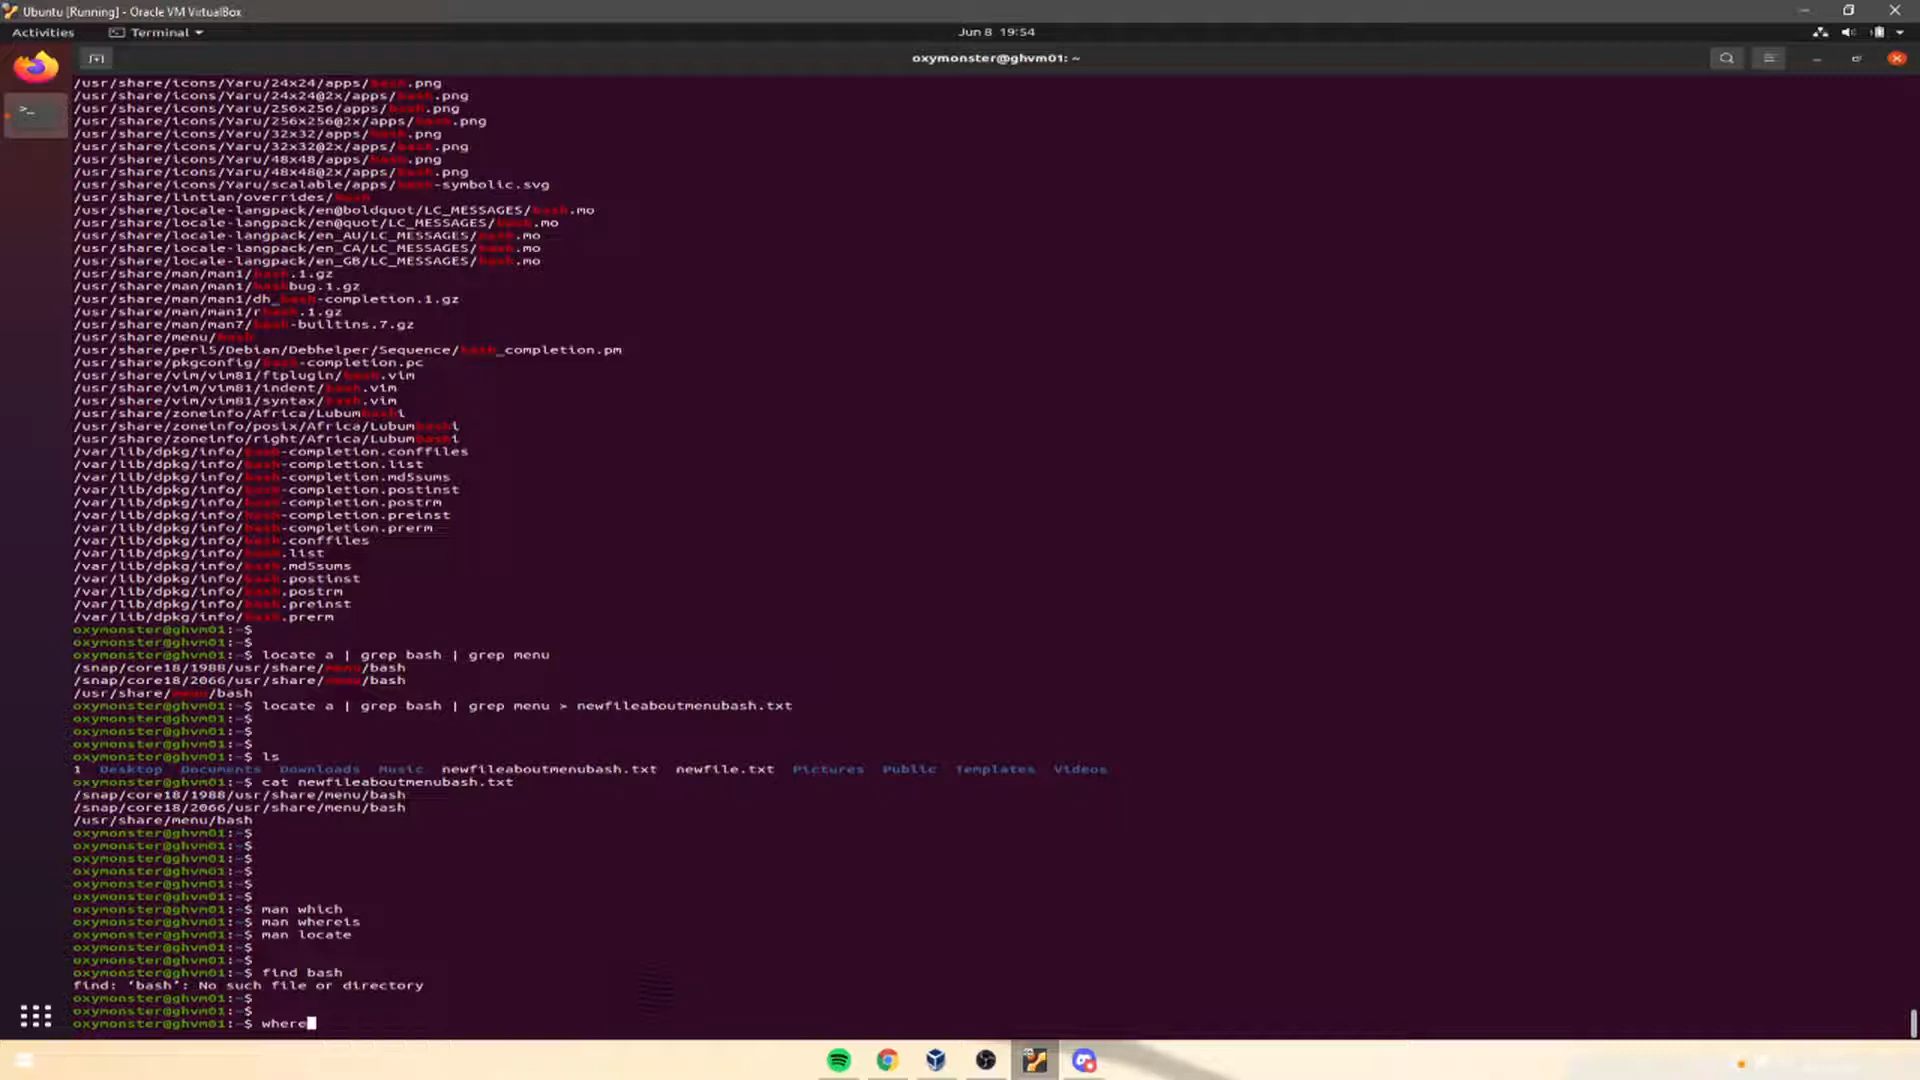 Ubuntu [Running] - Oracle VM VirtualBox
Activities Terminal Jun 8 19:54
oxymonster@ghvm01: ~
/usr/share/icons/Yaru/24x24/apps/bash.png
/usr/share/icons/Yaru/24x24@2x/apps/bash.png
/usr/share/icons/Yaru/256x256/apps/bash.png
/usr/share/icons/Yaru/256x256@2x/apps/bash.png
/usr/share/icons/Yaru/32x32/apps/bash.png
/usr/share/icons/Yaru/32x32@2x/apps/bash.png
/usr/share/icons/Yaru/48x48/apps/bash.png
/usr/share/icons/Yaru/48x48@2x/apps/bash.png
/usr/share/icons/Yaru/scalable/apps/bash-symbolic.svg
/usr/share/lintian/overrides/bash
/usr/share/locale-langpack/en@boldquot/LC_MESSAGES/bash.mo
/usr/share/locale-langpack/en@quot/LC_MESSAGES/bash.mo
/usr/share/locale-langpack/en_AU/LC_MESSAGES/bash.mo
/usr/share/locale-langpack/en_CA/LC_MESSAGES/bash.mo
/usr/share/locale-langpack/en_GB/LC_MESSAGES/bash.mo
/usr/share/man/man1/bash.1.gz
/usr/share/man/man1/bashbug.1.gz
/usr/share/man/man1/dh_bash-completion.1.gz
/usr/share/man/man1/rbash.1.gz
/usr/share/man/man7/bash-builtins.7.gz
/usr/share/menu/bash
/usr/share/perl5/Debian/Debhelper/Sequence/bash_completion.pm
/usr/share/pkgconfig/bash-completion.pc
/usr/share/vim/vim81/ftplugin/bash.vim
/usr/share/vim/vim81/indent/bash.vim
/usr/share/vim/vim81/syntax/bash.vim
/usr/share/zoneinfo/Africa/Lubumbashi
/usr/share/zoneinfo/posix/Africa/Lubumbashi
/usr/share/zoneinfo/right/Africa/Lubumbashi
/var/lib/dpkg/info/bash-completion.conffiles
/var/lib/dpkg/info/bash-completion.list
/var/lib/dpkg/info/bash-completion.md5sums
/var/lib/dpkg/info/bash-completion.postinst
/var/lib/dpkg/info/bash-completion.postrm
/var/lib/dpkg/info/bash-completion.preinst
/var/lib/dpkg/info/bash-completion.prerm
/var/lib/dpkg/info/bash.conffiles
/var/lib/dpkg/info/bash.list
/var/lib/dpkg/info/bash.md5sums
/var/lib/dpkg/info/bash.postinst
/var/lib/dpkg/info/bash.postrm
/var/lib/dpkg/info/bash.preinst
/var/lib/dpkg/info/bash.prerm
oxymonster@ghvm01:~$
oxymonster@ghvm01:~$
oxymonster@ghvm01:~$ locate a | grep bash | grep menu
/snap/core18/1988/usr/share/menu/bash
/snap/core18/2066/usr/share/menu/bash
/usr/share/menu/bash
oxymonster@ghvm01:~$ locate a | grep bash | grep menu > newfileaboutmenubash.txt
oxymonster@ghvm01:~$
oxymonster@ghvm01:~$
oxymonster@ghvm01:~$
oxymonster@ghvm01:~$ ls
1 Desktop Documents Downloads Music newfileaboutmenubash.txt newfile.txt Pictures Public Templates Videos
oxymonster@ghvm01:~$ cat newfileaboutmenubash.txt
/snap/core18/1988/usr/share/menu/bash
/snap/core18/2066/usr/share/menu/bash
/usr/share/menu/bash
oxymonster@ghvm01:~$
oxymonster@ghvm01:~$
oxymonster@ghvm01:~$
oxymonster@ghvm01:~$
oxymonster@ghvm01:~$
oxymonster@ghvm01:~$
oxymonster@ghvm01:~$ man which
oxymonster@ghvm01:~$ man whereis
oxymonster@ghvm01:~$ man locate
oxymonster@ghvm01:~$
oxymonster@ghvm01:~$
oxymonster@ghvm01:~$ find bash
find: ‘bash’: No such file or directory
oxymonster@ghvm01:~$
oxymonster@ghvm01:~$
oxymonster@ghvm01:~$ where